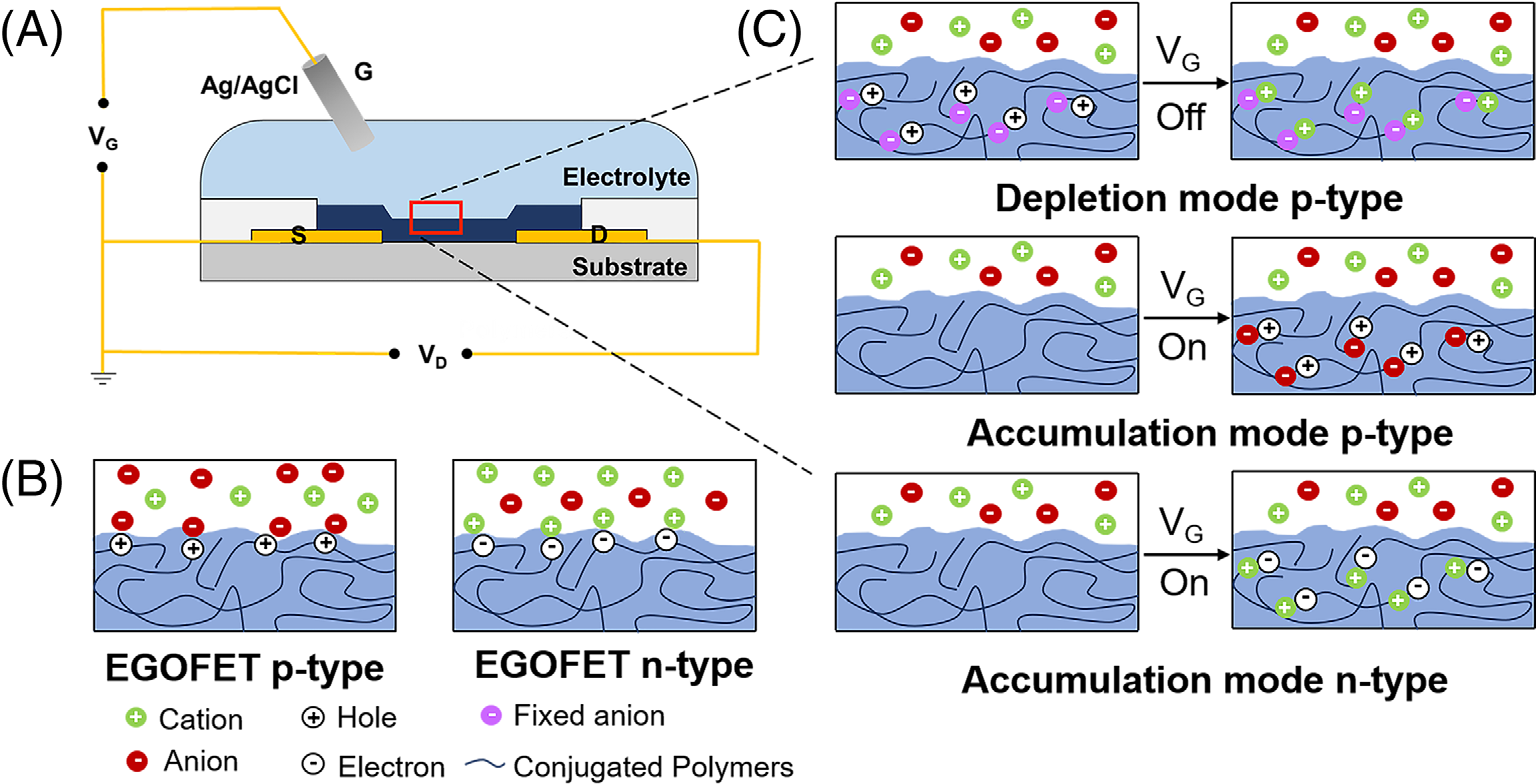 (A)
Ag/AgCl
G
V_G
Electrolyte
S
D
Substrate
V_D
(B)
EGOFET p-type
EGOFET n-type
Cation
Hole
Fixed anion
Anion
Electron
Conjugated Polymers
(C)
V_G
Off
Depletion mode p-type
V_G
On
Accumulation mode p-type
V_G
On
Accumulation mode n-type